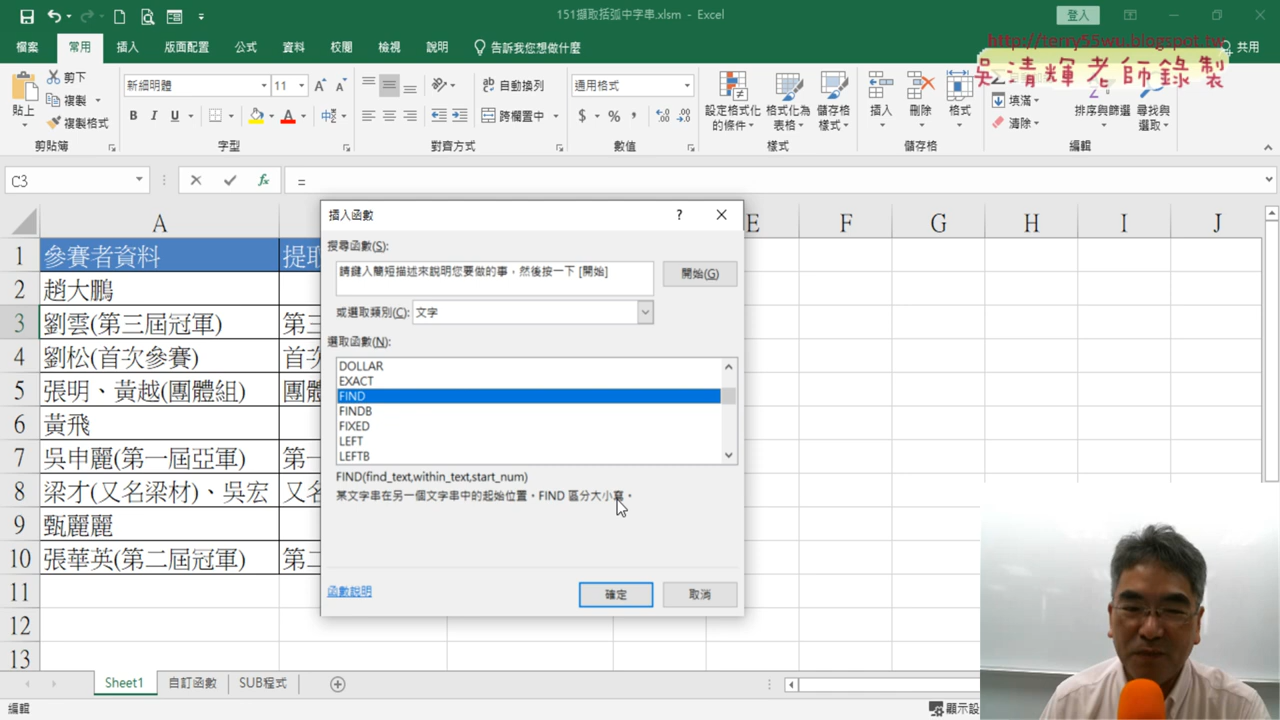 151擷取括弧中字串.xlsm - Excel
登入
檔案 常用 插入 版面配置 公式 資料 校閱 檢視 說明 告訴我您想做什麼 共用
http://terry55wu.blogspot.tw
吳清輝老師錄製
貼上 剪下 複製 複製格式
新細明體 11 自動換列 跨欄置中 通用格式
B I U A 中 $ % ,
設定格式化的條件 格式化為表格 儲存格樣式 插入 刪除 格式 填滿 清除 排序與篩選 尋找與選取
剪貼簿 字型 對齊方式 數值 樣式 儲存格 編輯
C3 fx =
A E F G H I J
1 參賽者資料 提取
2 趙大鵬
3 劉雲(第三屆冠軍) 第三
4 劉松(首次參賽) 首次
5 張明、黃越(團體組) 團體
6 黃飛
7 吳申麗(第一屆亞軍) 第一
8 梁才(又名梁材)、吳宏 又名
9 甄麗麗
10 張華英(第二屆冠軍) 第二
11
12
13
插入函數 ?
搜尋函數(S):
請鍵入簡短描述來說明您要做的事，然後按一下 [開始]
開始(G)
或選取類別(C): 文字
選取函數(N):
DOLLAR
EXACT
FIND
FINDB
FIXED
LEFT
LEFTB
FIND(find_text,within_text,start_num)
某文字串在另一個文字串中的起始位置。FIND 區分大小寫。
函數說明
確定 取消
Sheet1 自訂函數 SUB程式
編輯 顯示設